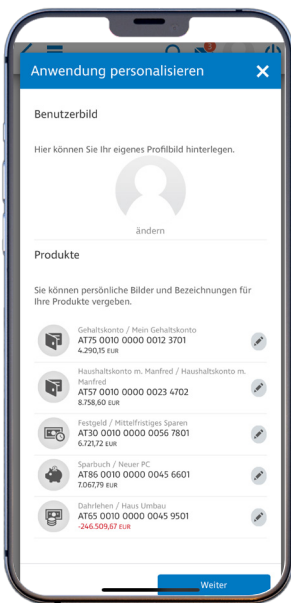 Anwendung personalisieren
Benutzerbild
Hier können Sie Ihr eigenes Profilbild hinterlegen.
ändern
Produkte
Sie können persönliche Bilder und Bezeichnungen für
Ihre Produkte vergeben.
Gehaltskonto / Mein Gehaltskonto
AT75 0010 0000 0012 3701
4.290,15 EUR
Haushaltskonto m. Manfred / Haushaltskonto m.
Manfred
AT57 0010 0000 0023 4702
8.758,60 EUR
Festgeld / Mittelfristiges Sparen
AT30 0010 0000 0056 7801
6.721,72 EUR
Sparbuch / Neuer PC
AT86 0010 0000 0045 6601
7.067,79 EUR
Dahrlehen / Haus Umbau
AT65 0010 0000 0045 9501
-246.509,67 EUR
Weiter